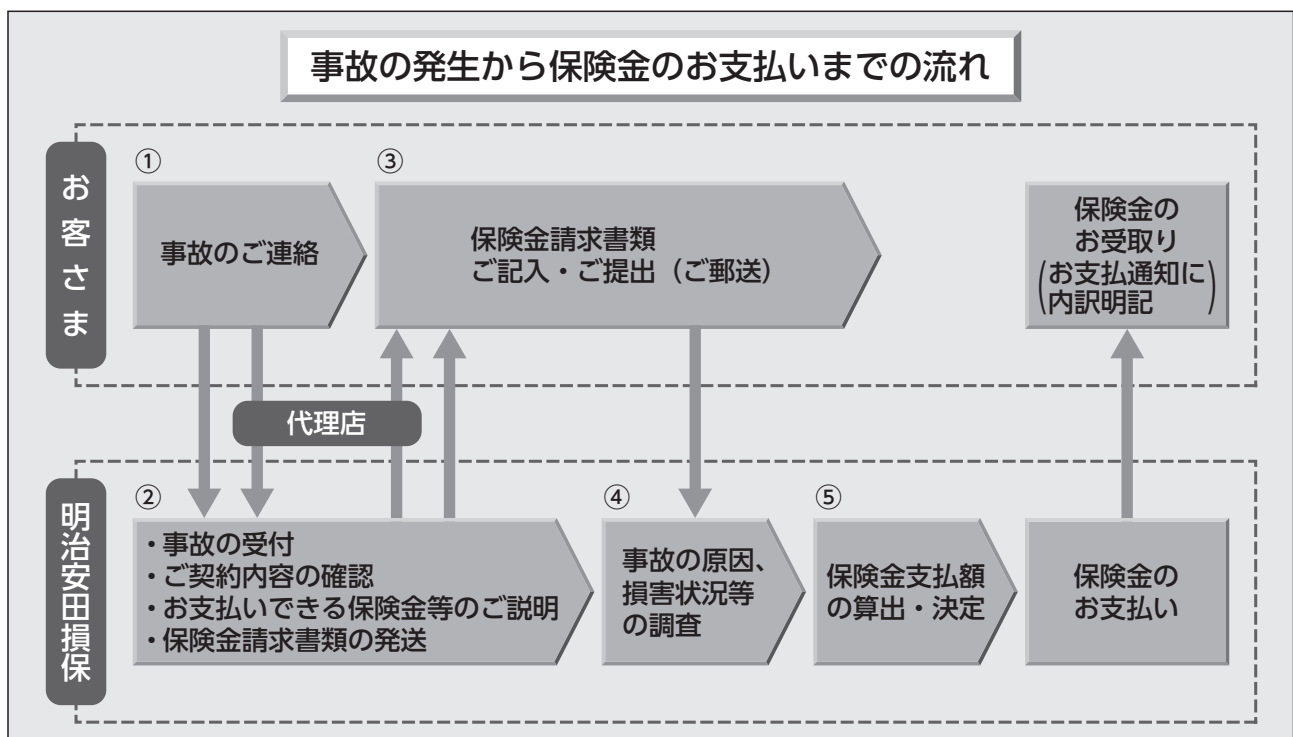 事故の発生から保険金のお支払いまでの流れ
お客さま
①
事故のご連絡
③
保険金請求書類
ご記入・ご提出（ご郵送）
保険金の
お受取り
(お支払通知に
内訳明記)
代理店
明治安田損保
②
・事故の受付
・ご契約内容の確認
・お支払いできる保険金等のご説明
・保険金請求書類の発送
④
事故の原因、
損害状況等
の調査
⑤
保険金支払額
の算出・決定
保険金の
お支払い